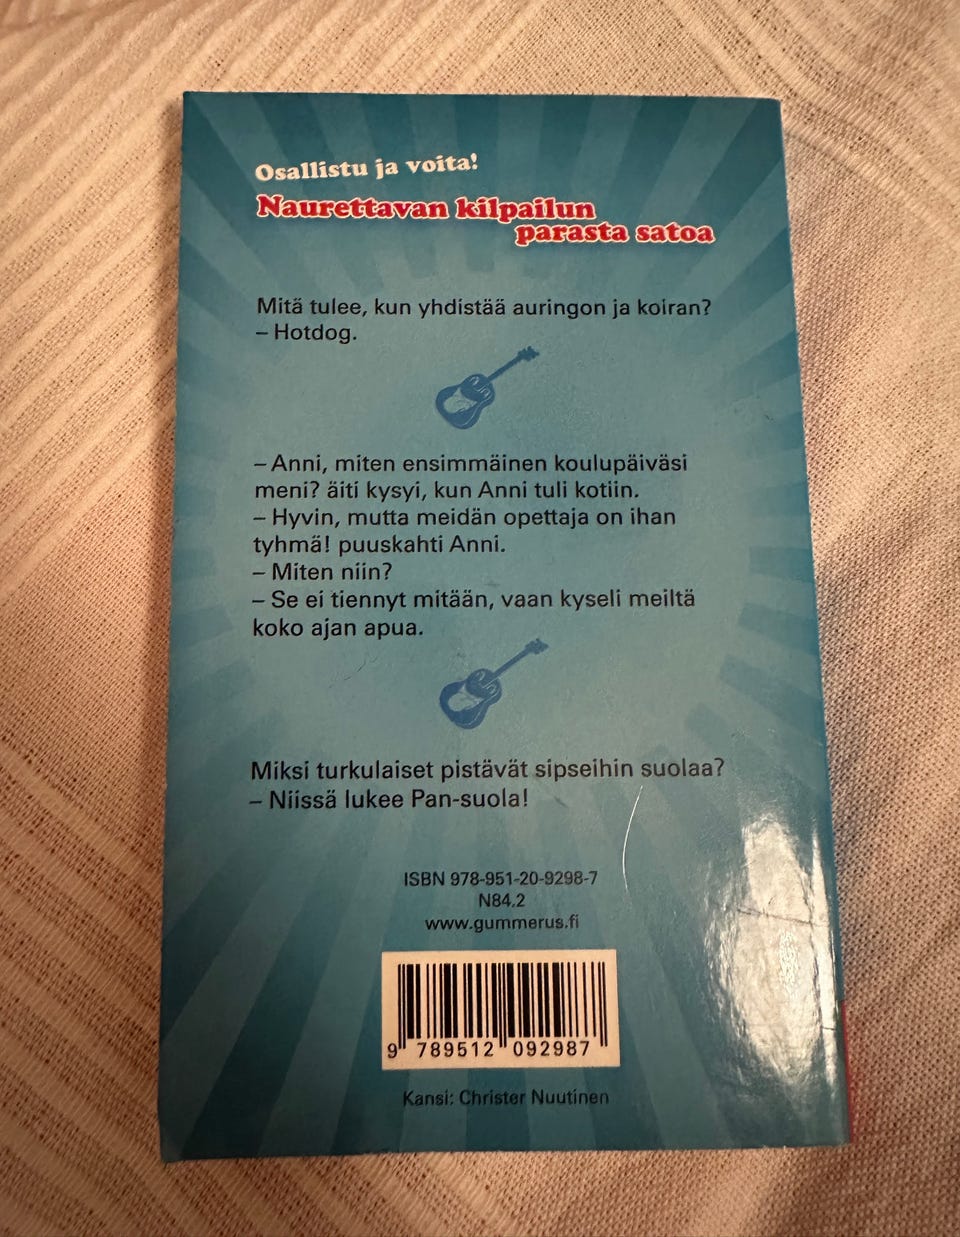 Osallistu ja voita!
Naurettavan kilpailun
parasta satoa
Mitä tulee, kun yhdistää auringon ja koiran?
– Hotdog.
– Anni, miten ensimmäinen koulupäiväsi
meni? äiti kysyi, kun Anni tuli kotiin.
– Hyvin, mutta meidän opettaja on ihan
tyhmä! puuskahti Anni.
– Miten niin?
– Se ei tiennyt mitään, vaan kyseli meiltä
koko ajan apua.
Miksi turkulaiset pistävät sipseihin suolaa?
– Niissä lukee Pan-suola!
ISBN 978-951-20-9298-7
N84.2
www.gummerus.fi
9 789512 092987
Kansi: Christer Nuutinen